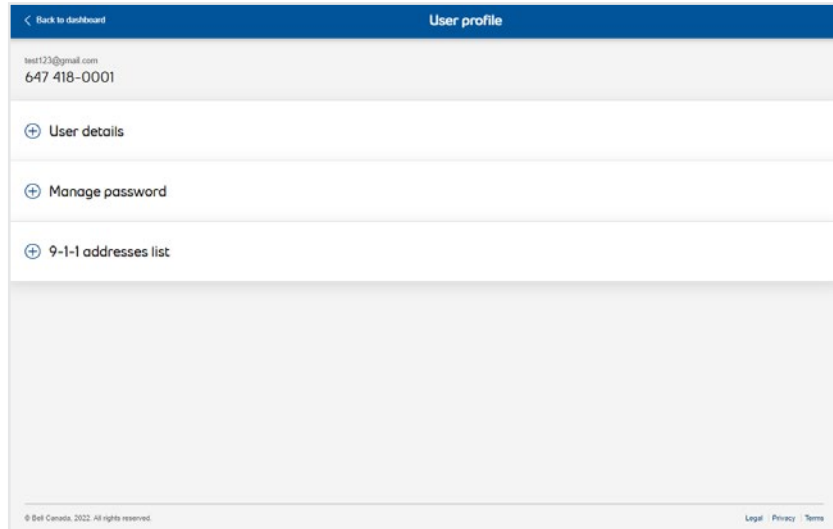 Back to dashboard
User profile
test123@gmail.com
647 418-0001
User details
Manage password
9-1-1 addresses list
© Bell Canada, 2022. All rights reserved.
Legal Privacy Terms